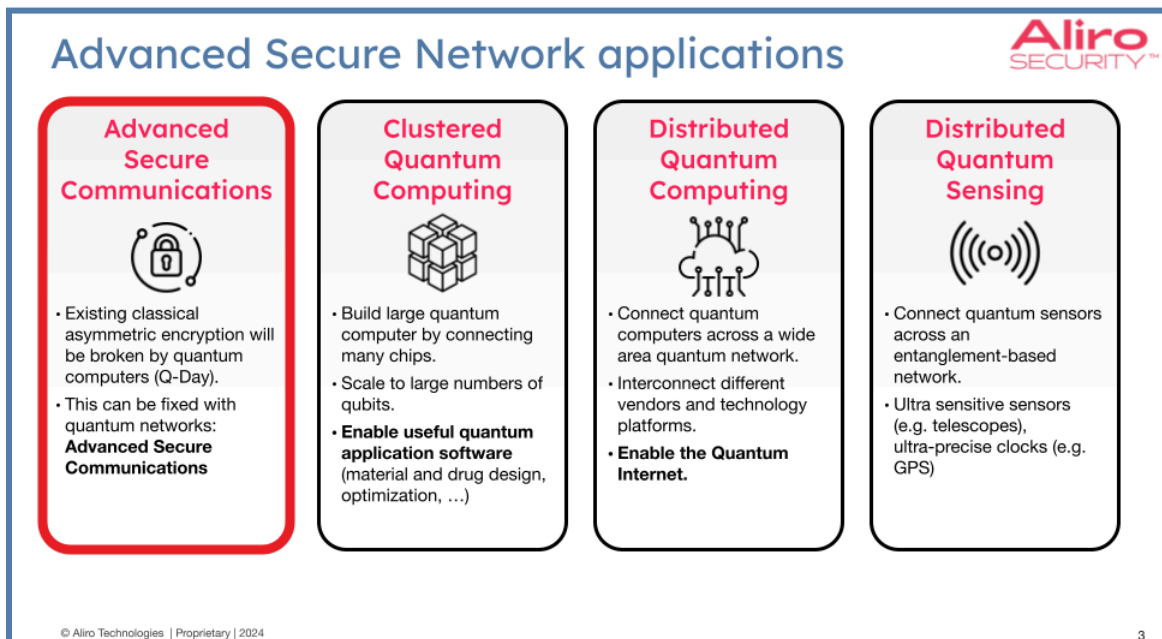 Advanced Secure Network applications
Aliro
SECURITY™
Advanced
Secure
Communications
• Existing classical
asymmetric encryption will
be broken by quantum
computers (Q-Day).
• This can be fixed with
quantum networks:
Advanced Secure
Communications
Clustered
Quantum
Computing
• Build large quantum
computer by connecting
many chips.
• Scale to large numbers of
qubits.
• Enable useful quantum
application software
(material and drug design,
optimization, …)
Distributed
Quantum
Computing
• Connect quantum
computers across a wide
area quantum network.
• Interconnect different
vendors and technology
platforms.
• Enable the Quantum
Internet.
Distributed
Quantum
Sensing
• Connect quantum sensors
across an
entanglement-based
network.
• Ultra sensitive sensors
(e.g. telescopes),
ultra-precise clocks (e.g.
GPS)
© Aliro Technologies | Proprietary | 2024
3